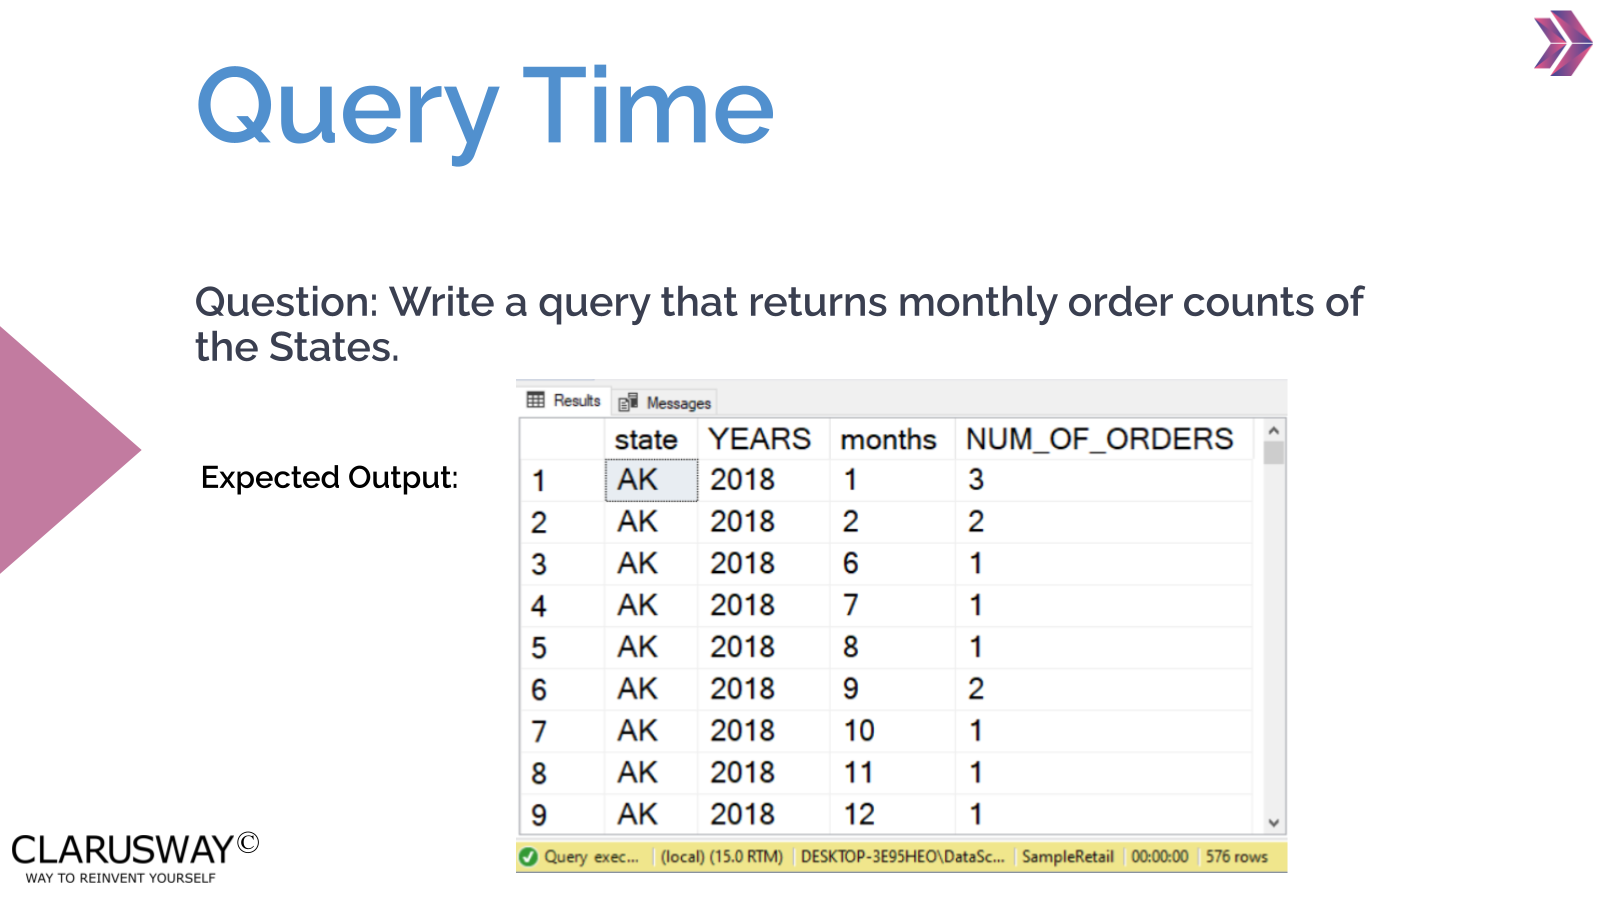 Query Time
Question: Write a query that returns monthly order counts of
the States.
Expected Output:
Results Messages
state YEARS months NUM_OF_ORDERS
1 AK 2018 1 3
2 AK 2018 2 2
3 AK 2018 6 1
4 AK 2018 7 1
5 AK 2018 8 1
6 AK 2018 9 2
7 AK 2018 10 1
8 AK 2018 11 1
9 AK 2018 12 1
Query exec... (local) (15.0 RTM) DESKTOP-3E95HEO\DataSc... SampleRetail 00:00:00 576 rows
CLARUSWAY©
WAY TO REINVENT YOURSELF